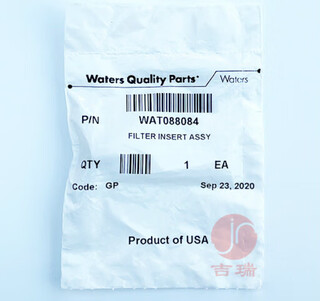 Waters Quality Parts™ Waters
P/N WAT088084
FILTER INSERT ASSY
QTY 1 EA
Code: GP Sep 23, 2020
Product of USA
吉瑞